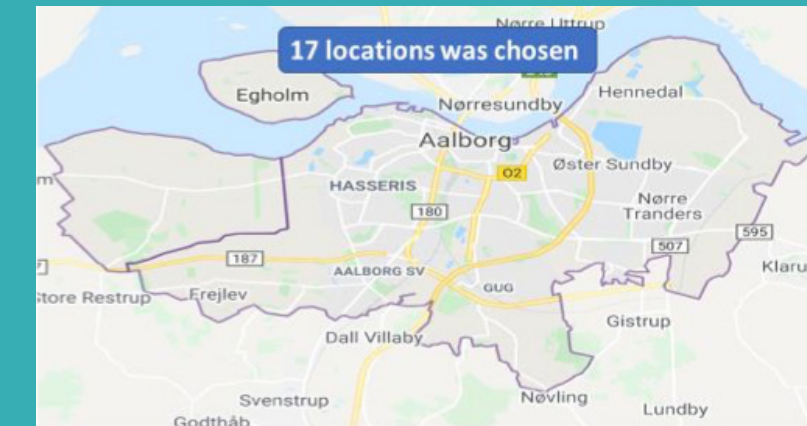 Nørre Uttrup
17 locations was chosen
Egholm
Hennedal
Nørresundby
Aalborg
Øster Sundby
O2
HASSERIS
Nørre
Tranders
180
595
507
187
Klaru
AALBORG SV
GUG
Store Restrup
Frejlev
Gistrup
Dall Villaby
Svenstrup
Nøvling
Lundby
Godthåb